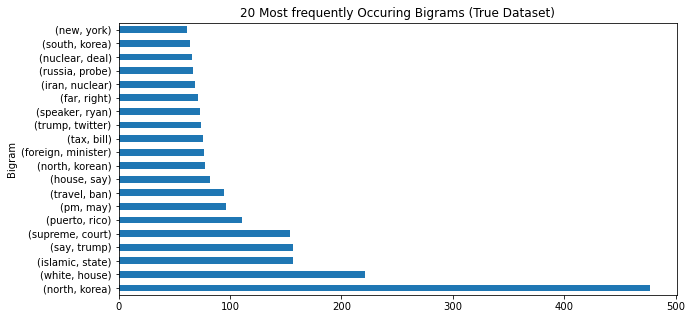 20 Most frequently Occuring Bigrams (True Dataset)
(new, york)
(south, korea)
(nuclear, deal)
(russia, probe)
(iran, nuclear)
(far, right)
(speaker, ryan)
(trump, twitter)
(tax, bill)
(foreign, minister)
(north, korean)
(house, say)
(travel, ban)
(pm, may)
(puerto, rico)
(supreme, court)
(say, trump)
(islamic, state)
(white, house)
(north, korea)
Bigram
0 100 200 300 400 500